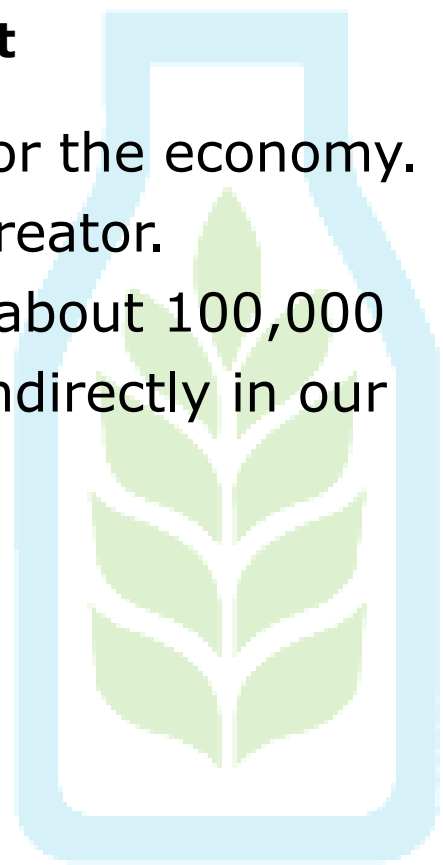 t
or the economy.
reator.
about 100,000
ndirectly in our